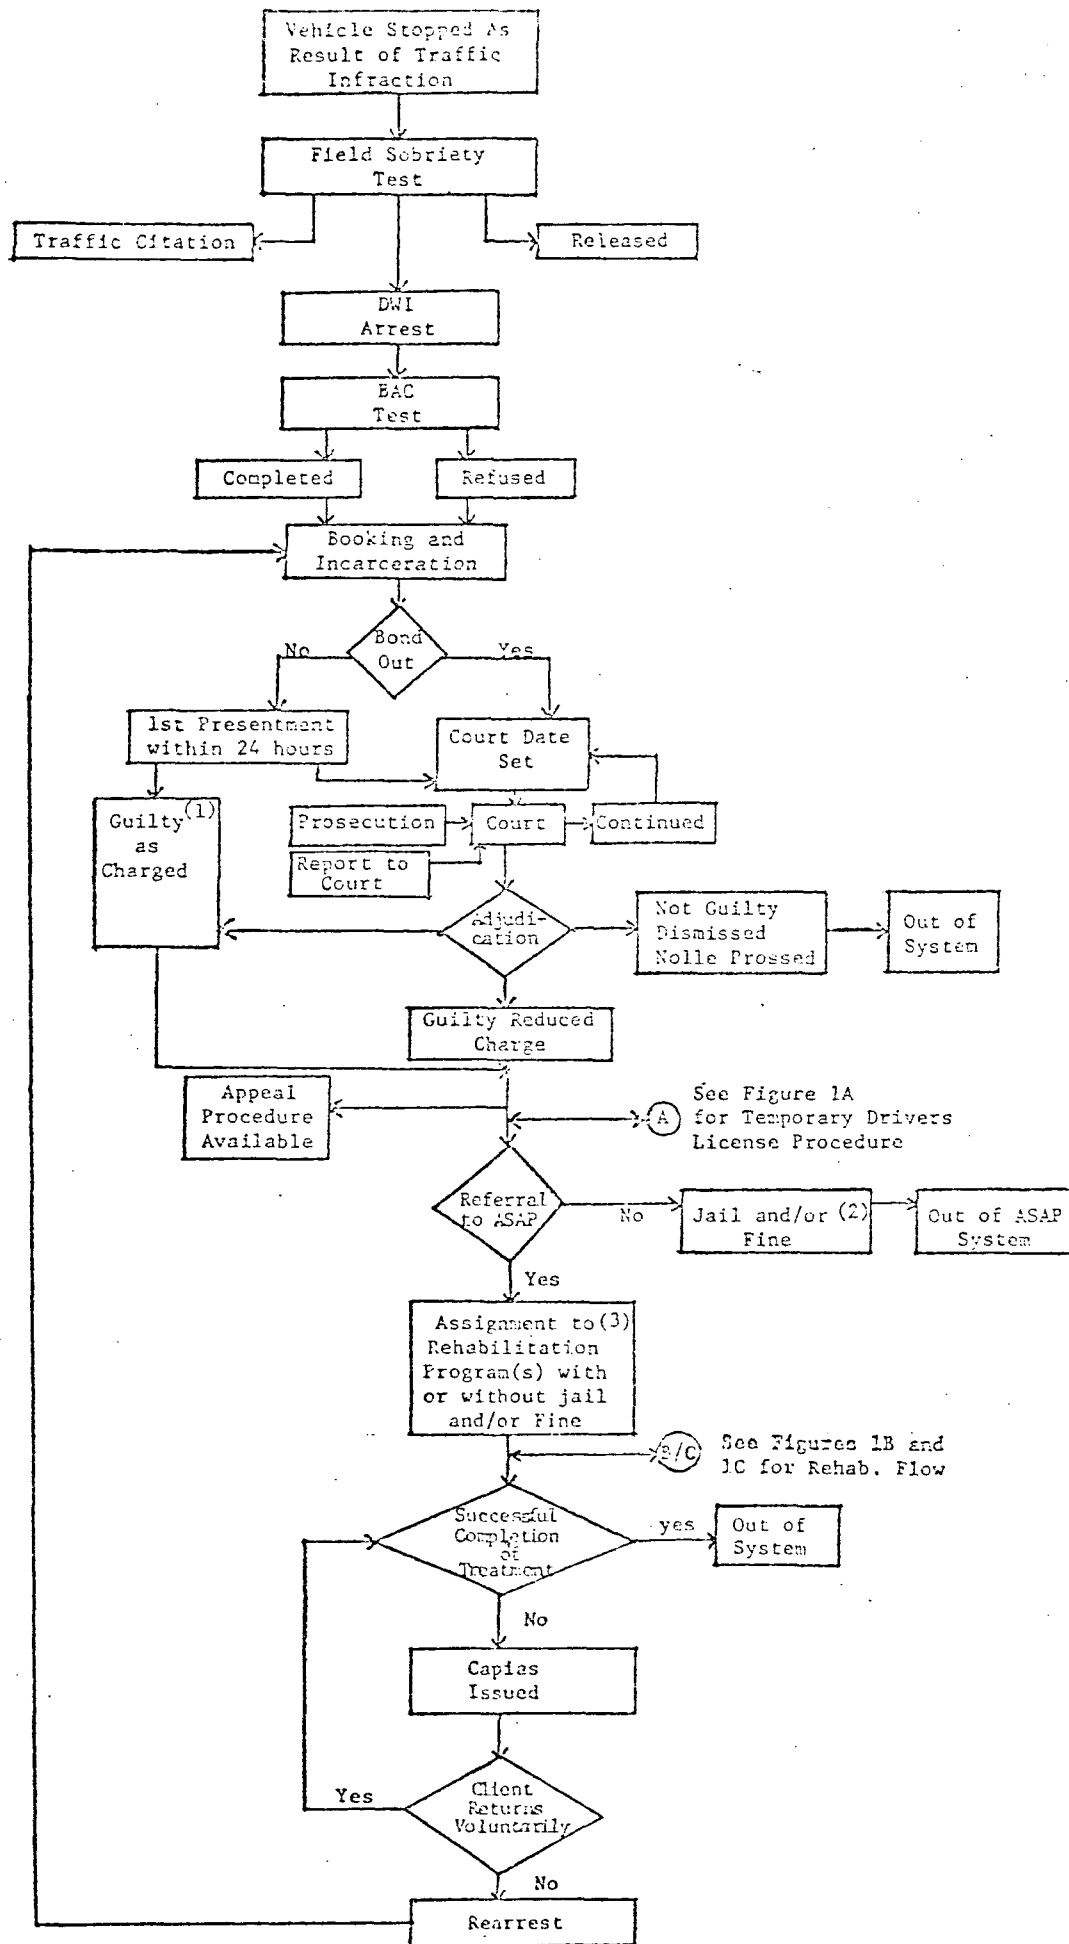 Vehicle Stopped As
Result of Traffic
Infraction
Field Sobriety
Test
Traffic Citation
Released
DWI
Arrest
BAC
Test
Completed
Refused
Booking and
Incarceration
Bond
Out
No
Yes
1st Presentment
within 24 hours
Court Date
Set
Guilty (1)
as
Charged
Prosecution
Court
Continued
Report to
Court
Adjudi-
cation
Not Guilty
Dismissed
Nolle Prossed
Out of
System
Guilty Reduced
Charge
Appeal
Procedure
Available
A
See Figure 1A
for Temporary Drivers
License Procedure
Referral
to ASAP
No
Jail and/or (2)
Fine
Out of ASAP
System
Yes
Assignment to (3)
Rehabilitation
Program(s) with
or without jail
and/or Fine
B/C
See Figures 1B and
1C for Rehab. Flow
Successful
Completion
of
Treatment
yes
Out of
System
No
Capias
Issued
Client
Returns
Voluntarily
Yes
No
Rearrest